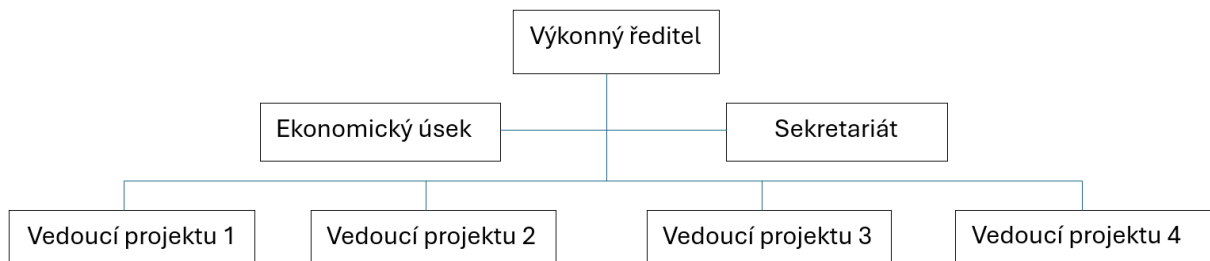 Výkonný ředitel
Ekonomický úsek
Sekretariát
Vedoucí projektu 1
Vedoucí projektu 2
Vedoucí projektu 3
Vedoucí projektu 4